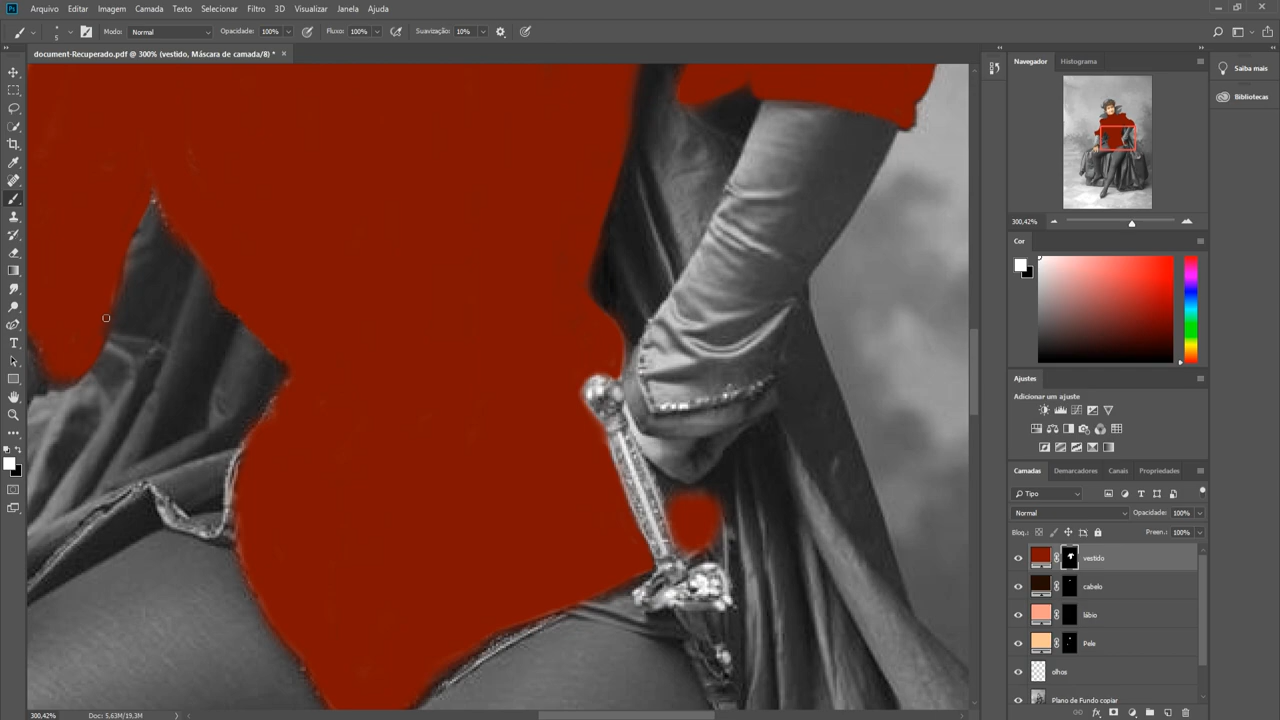 Ps Arquivo Editar Imagem Camada Texto Selecionar Filtro 3D Visualizar Janela Ajuda
5 Modo: Normal Opacidade: 100% Fluxo: 100% Suavização: 10%
document-Recuperado.pdf @ 300% (vestido, Máscara de camada/8) * ×
Navegador Histograma
Saiba mais
Bibliotecas
300,42%
Cor
Ajustes
Adicionar um ajuste
Camadas Demarcadores Canais Propriedades
Tipo
Normal Opacidade: 100%
Bloq.: Preen.: 100%
vestido
cabelo
lábio
Pele
olhos
Plano de Fundo copiar
300,42% Doc: 5,63M/19,3M